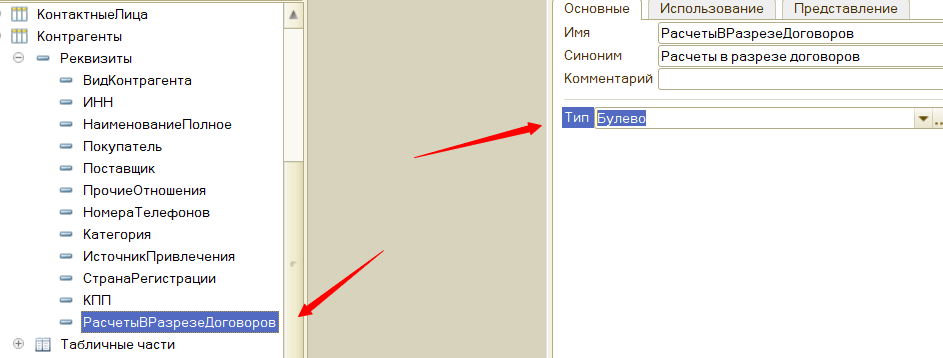 КонтактныеЛица
Контрагенты
Реквизиты
ВидКонтрагента
ИНН
НаименованиеПолное
Покупатель
Поставщик
ПрочиеОтношения
НомераТелефонов
Категория
ИсточникПривлечения
СтранаРегистрации
КПП
РасчетыВРазрезеДоговоров
Табличные части
Основные Использование Представление
Имя РасчетыВРазрезеДоговоров
Синоним Расчеты в разрезе договоров
Комментарий
Тип Булево ...